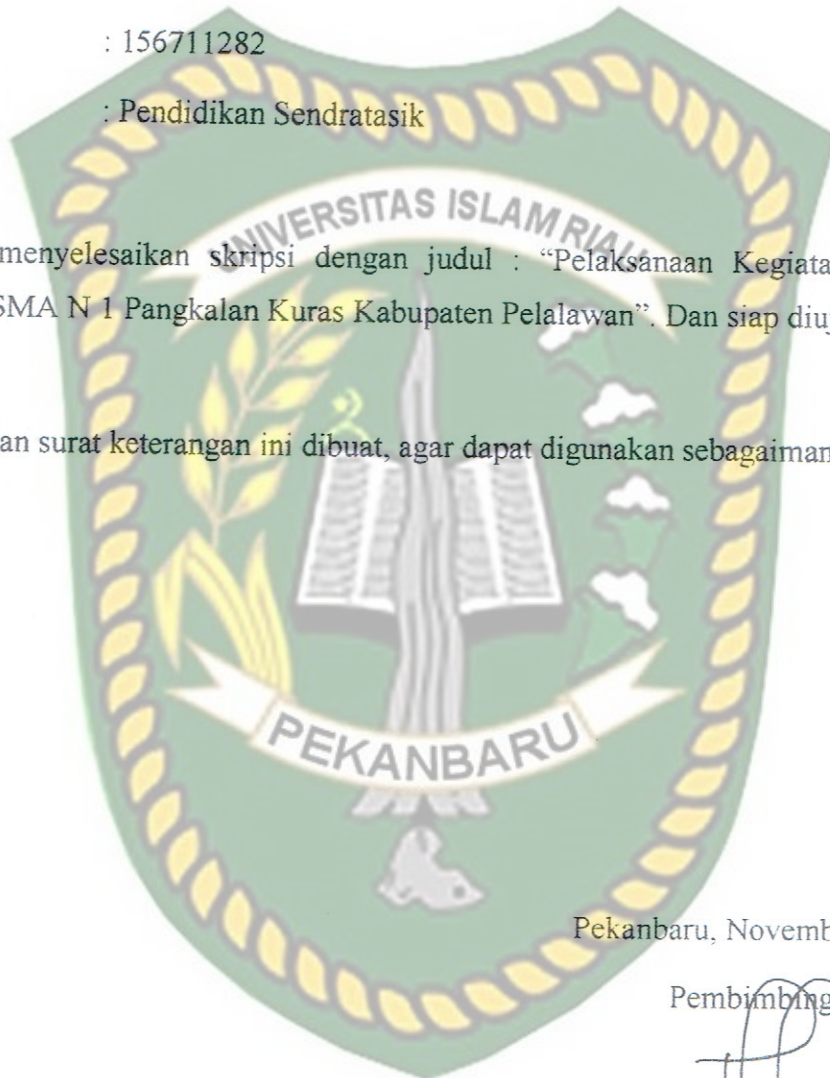 : 156711282
: Pendidikan Sendratasik
UNIVERSITAS ISLAM RIAU
menyelesaikan skripsi dengan judul : “Pelaksanaan Kegiata
SMA N 1 Pangkalan Kuras Kabupaten Pelalawan”. Dan siap diuj
an surat keterangan ini dibuat, agar dapat digunakan sebagaiman
PEKANBARU
Pekanbaru, Novemb
Pembimbing